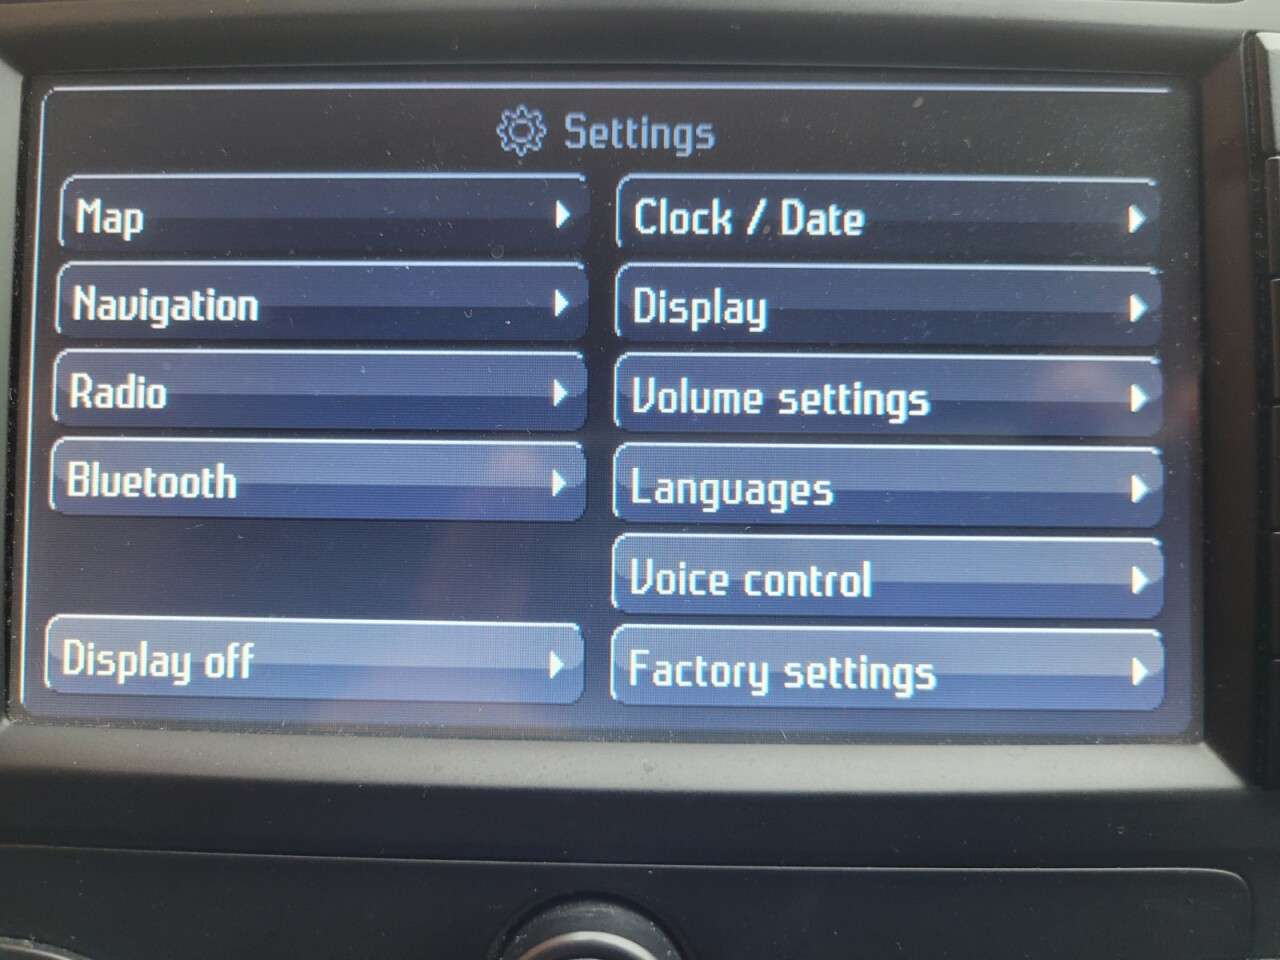 Settings
Map
Clock / Date
Navigation
Display
Radio
Volume settings
Bluetooth
Languages
Voice control
Display off
Factory settings